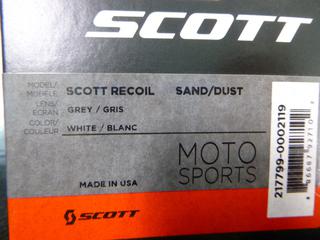 SCOTT
MODEL/
MODÈLE
SCOTT RECOIL
SAND/DUST
LENS/
ECRAN
GREY / GRIS
COLOR/
COULEUR
WHITE / BLANC
MOTO
SPORTS
MADE IN USA
217799-0002119
SCOTT